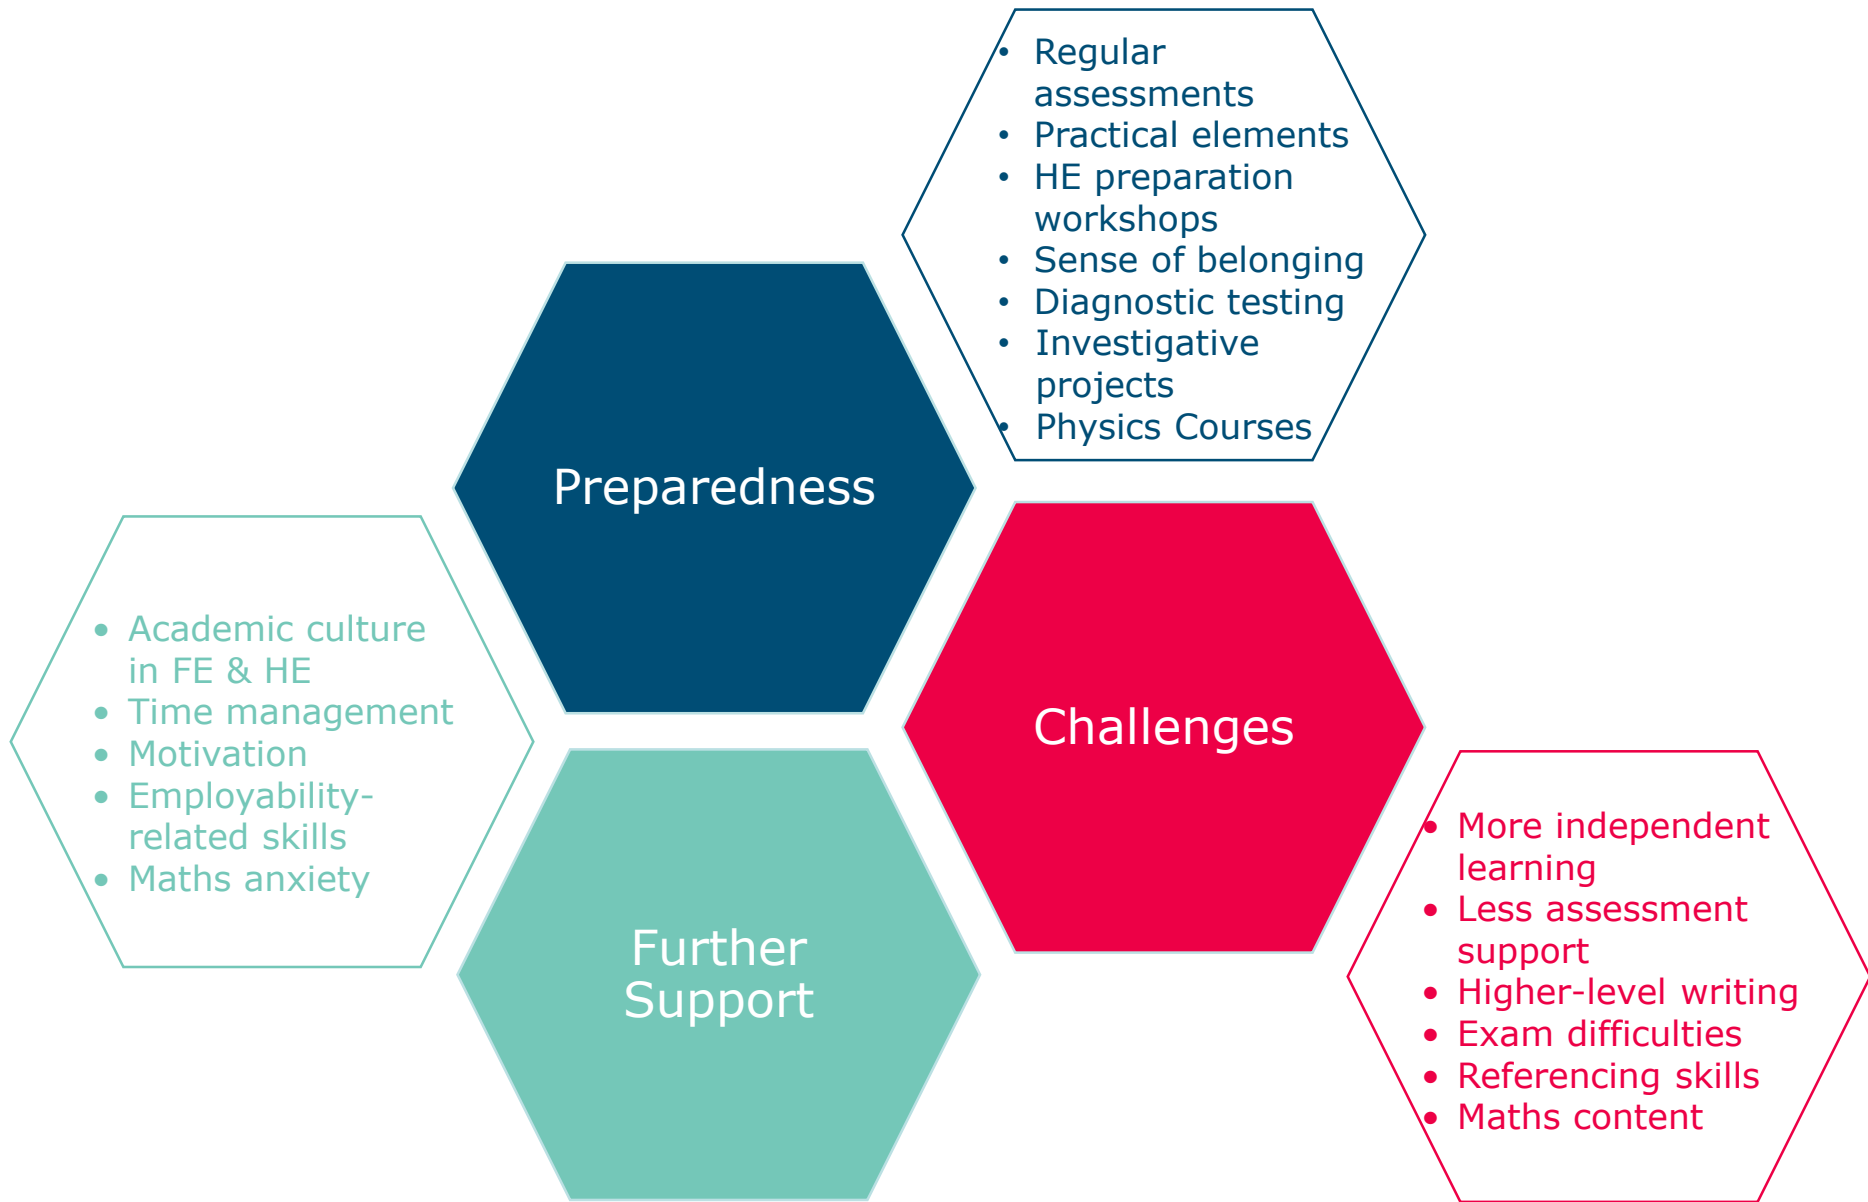 Preparedness
• Regular
assessments
• Practical elements
• HE preparation
workshops
• Sense of belonging
• Diagnostic testing
• Investigative
projects
• Physics Courses
Challenges
• More independent
learning
• Less assessment
support
• Higher-level writing
• Exam difficulties
• Referencing skills
• Maths content
Further
Support
• Academic culture
in FE & HE
• Time management
• Motivation
• Employability-
related skills
• Maths anxiety